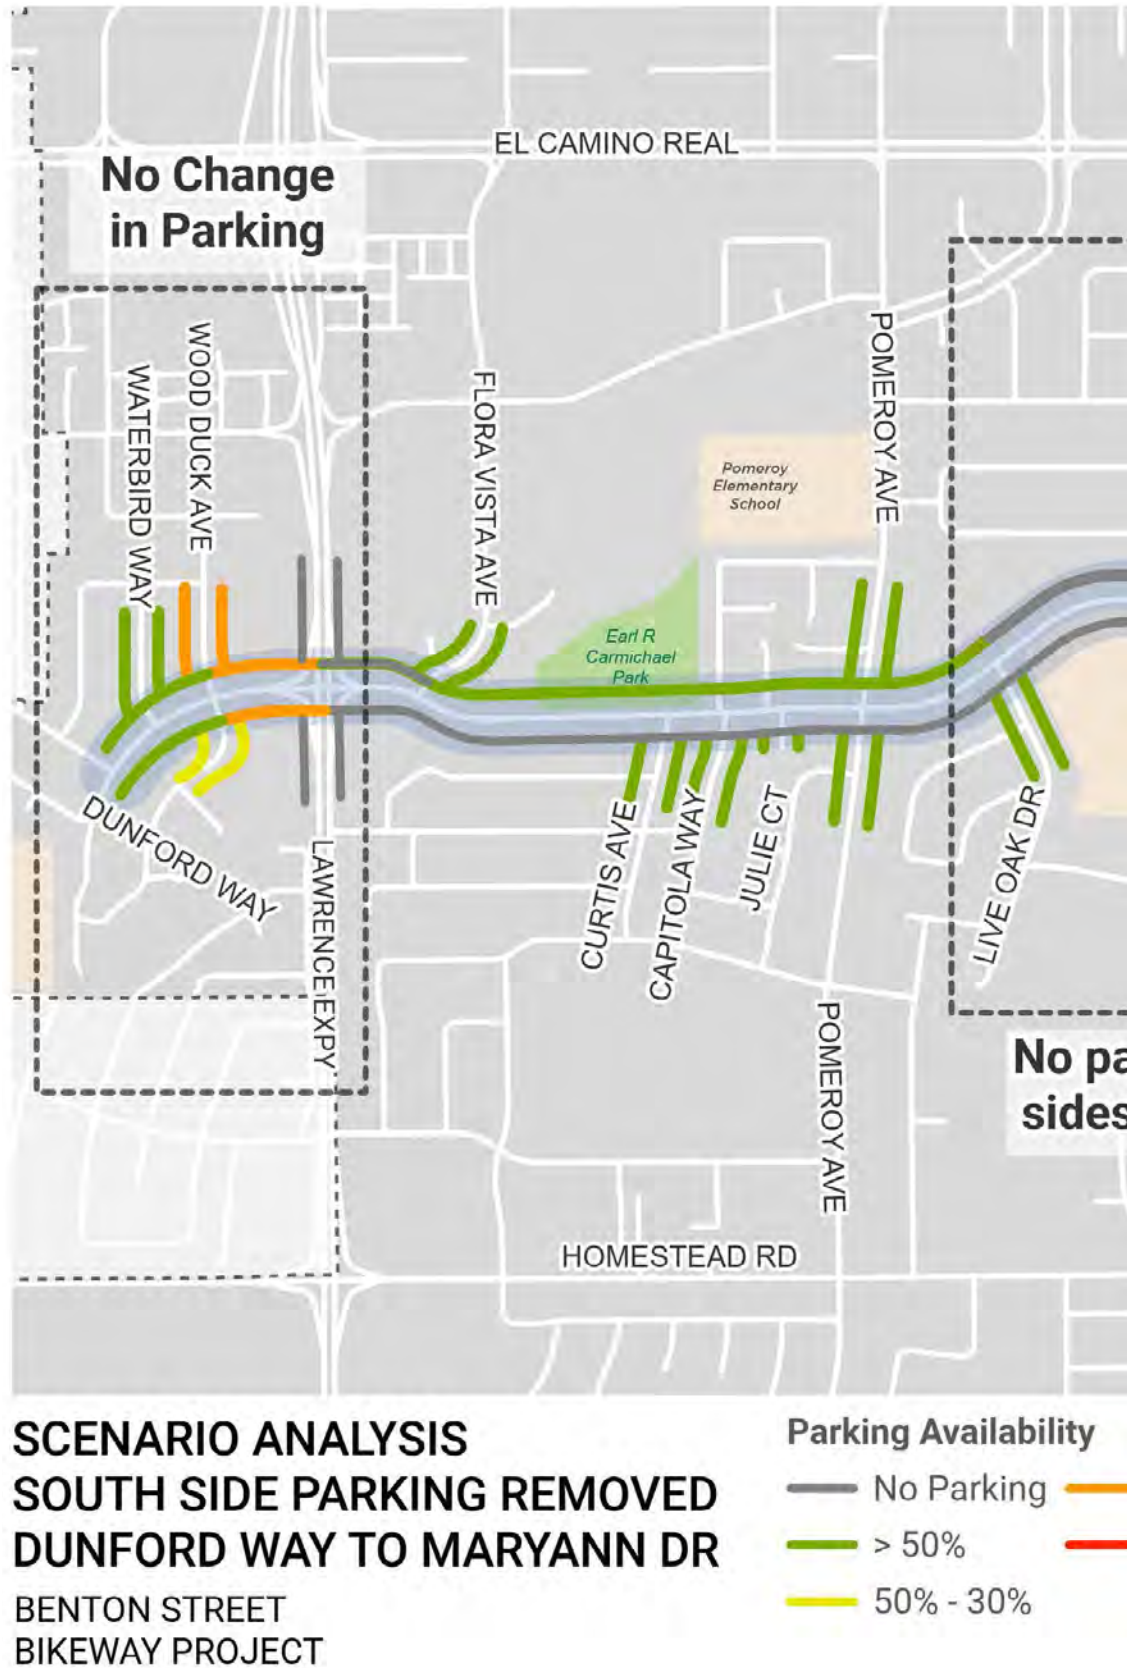 EL CAMINO REAL
No Change
in Parking
WOOD DUCK AVE
WATERBIRD WAY
FLORA VISTA AVE
POMEROY AVE
Pomeroy
Elementary
School
Earl R
Carmichael
Park
DUNFORD WAY
LAWRENCE EXPY
CURTIS AVE
CAPITOLA WAY
JULIE CT
LIVE OAK DR
POMEROY AVE
No pa
sides
HOMESTEAD RD
SCENARIO ANALYSIS
SOUTH SIDE PARKING REMOVED
DUNFORD WAY TO MARYANN DR
BENTON STREET
BIKEWAY PROJECT
Parking Availability
No Parking
> 50%
50% - 30%